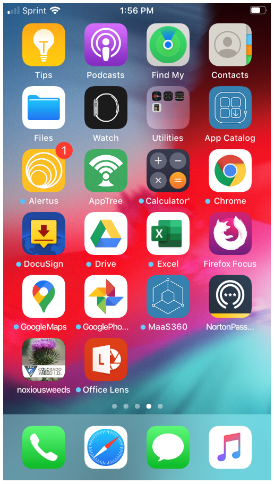 Sprint 1:56 PM
Tips Podcasts Find My Contacts
Files Watch Utilities App Catalog
1
Alertus AppTree Calculator' Chrome
DocuSign Drive Excel Firefox Focus
GoogleMaps GooglePho... MaaS360 NortonPass...
noxiousweeds Office Lens